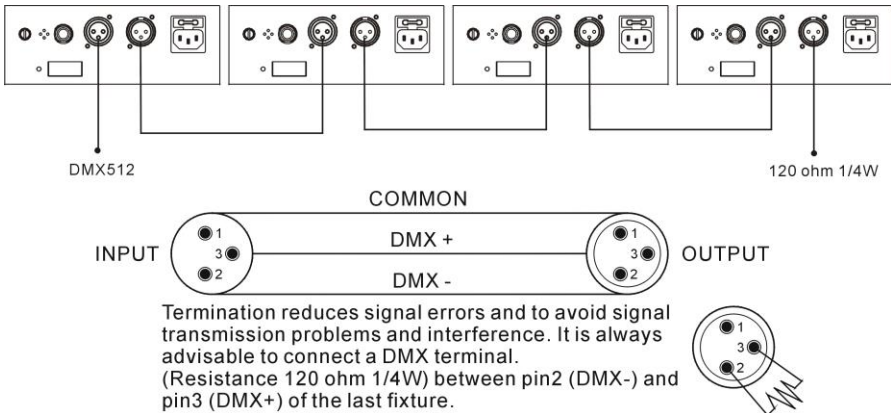 DMX512
120 ohm 1/4W
COMMON
INPUT
1
3
2
DMX +
DMX -
1
3
2
OUTPUT
Termination reduces signal errors and to avoid signal
transmission problems and interference. It is always
advisable to connect a DMX terminal.
(Resistance 120 ohm 1/4W) between pin2 (DMX-) and
pin3 (DMX+) of the last fixture.
1
3
2